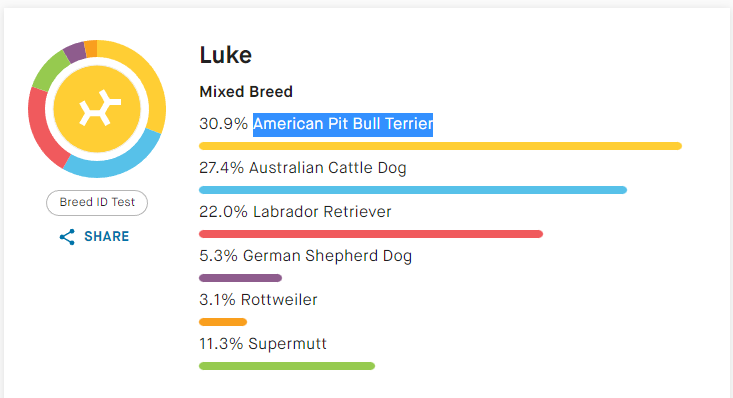 Luke
Mixed Breed
30.9% American Pit Bull Terrier
27.4% Australian Cattle Dog
22.0% Labrador Retriever
5.3% German Shepherd Dog
3.1% Rottweiler
11.3% Supermutt
Breed ID Test
SHARE